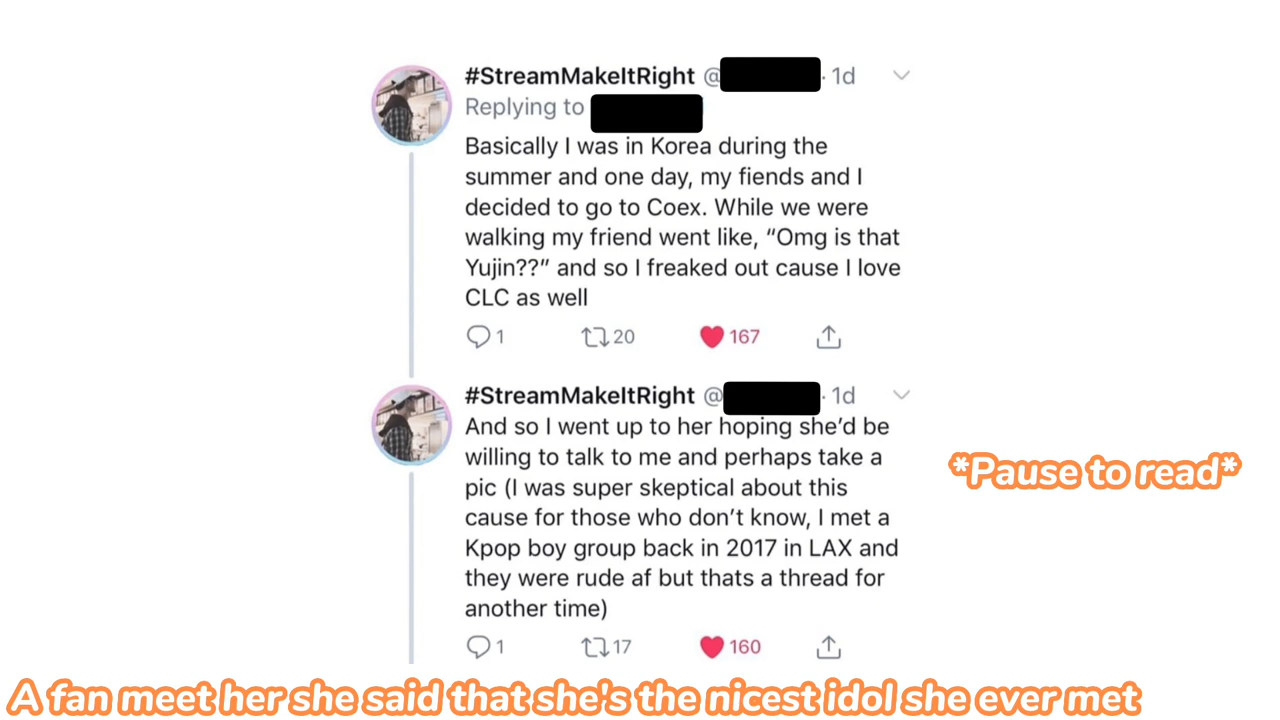 #StreamMakeItRight @ · 1d
Replying to
Basically I was in Korea during the
summer and one day, my fiends and I
decided to go to Coex. While we were
walking my friend went like, “Omg is that
Yujin??” and so I freaked out cause I love
CLC as well
1 20 167
#StreamMakeItRight @ · 1d
And so I went up to her hoping she’d be
willing to talk to me and perhaps take a
pic (I was super skeptical about this
cause for those who don’t know, I met a
Kpop boy group back in 2017 in LAX and
they were rude af but thats a thread for
another time)
1 17 160
*Pause to read*
A fan meet her she said that she's the nicest idol she ever met